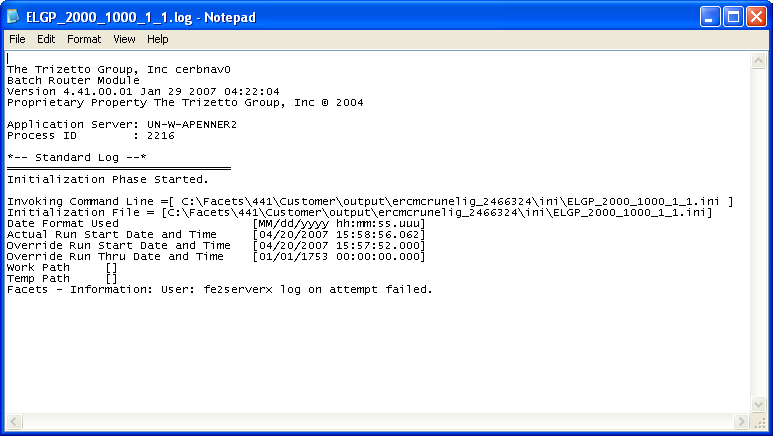 ELGP_2000_1000_1_1.log - Notepad
File Edit Format View Help
The Trizetto Group, Inc cerbnav0
Batch Router Module
Version 4.41.00.01 Jan 29 2007 04:22:04
Proprietary Property The Trizetto Group, Inc © 2004
Application Server: UN-W-APENNER2
Process ID        : 2216
*-- Standard Log --*
================================
Initialization Phase Started.
Invoking Command Line =[ C:\Facets\441\Customer\output\ercmcrunelig_2466324\ini\ELGP_2000_1000_1_1.ini ]
Initialization File = [C:\Facets\441\Customer\output\ercmcrunelig_2466324\ini\ELGP_2000_1000_1_1.ini]
Date Format Used                   [MM/dd/yyyy hh:mm:ss.uuu]
Actual Run Start Date and Time     [04/20/2007 15:58:56.062]
Override Run Start Date and Time   [04/20/2007 15:57:52.000]
Override Run Thru Date and Time    [01/01/1753 00:00:00.000]
Work Path     []
Temp Path     []
Facets - Information: User: fe2serverx log on attempt failed.